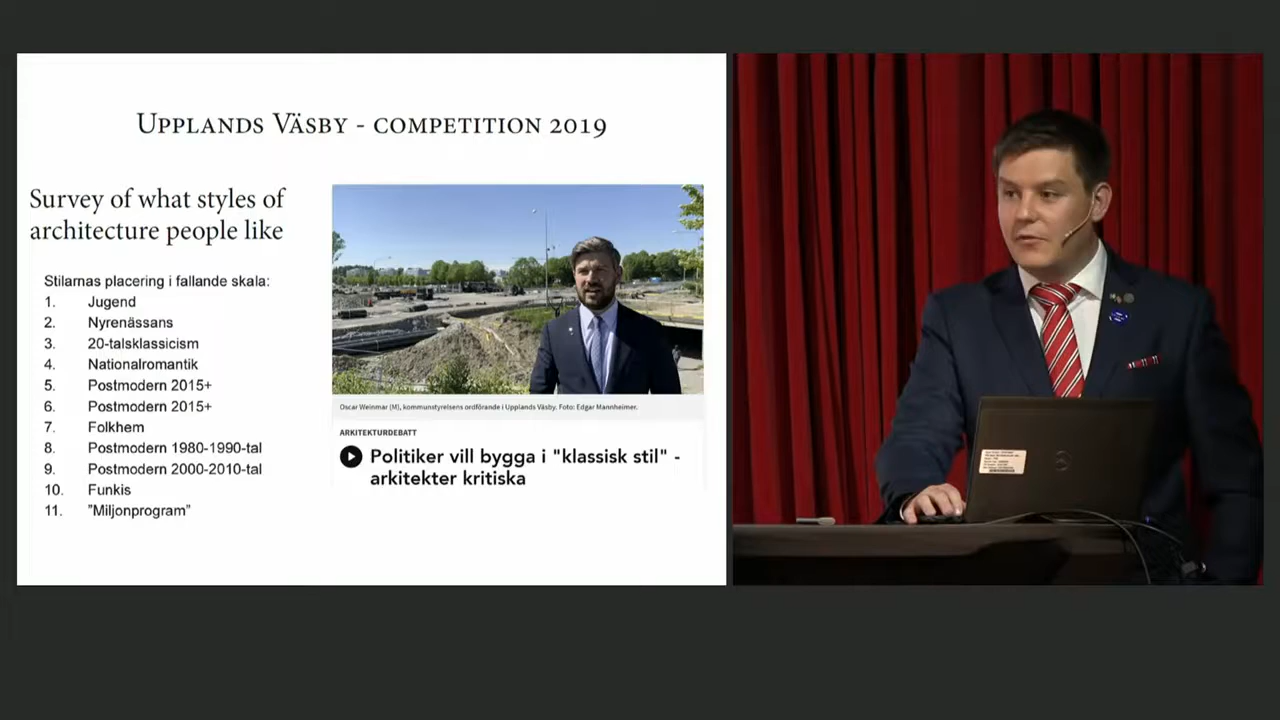 Upplands Väsby - competition 2019
Survey of what styles of
architecture people like
Stilarnas placering i fallande skala:
1. Jugend
2. Nyrenässans
3. 20-talsklassicism
4. Nationalromantik
5. Postmodern 2015+
6. Postmodern 2015+
7. Folkhem
8. Postmodern 1980-1990-tal
9. Postmodern 2000-2010-tal
10. Funkis
11. ”Miljonprogram”
Oscar Weinmar (M), kommunstyrelsens ordförande i Upplands Väsby. Foto: Edgar Mannheimer.
ARKITEKTURDEBATT
Politiker vill bygga i "klassisk stil" -
arkitekter kritiska